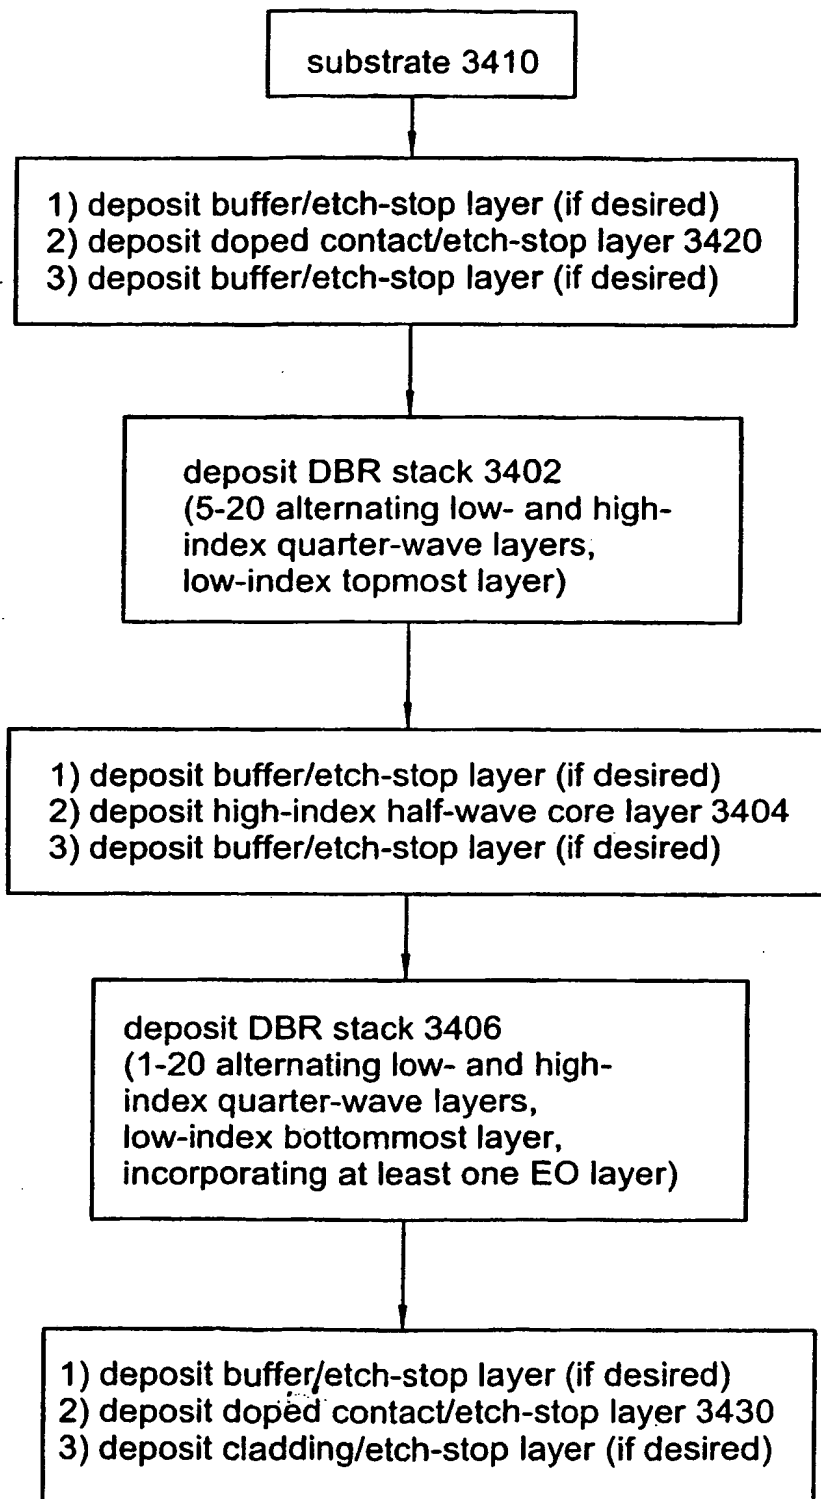 substrate 3410
1) deposit buffer/etch-stop layer (if desired)
2) deposit doped contact/etch-stop layer 3420
3) deposit buffer/etch-stop layer (if desired)
deposit DBR stack 3402
(5-20 alternating low- and high-
index quarter-wave layers,
low-index topmost layer)
1) deposit buffer/etch-stop layer (if desired)
2) deposit high-index half-wave core layer 3404
3) deposit buffer/etch-stop layer (if desired)
deposit DBR stack 3406
(1-20 alternating low- and high-
index quarter-wave layers,
low-index bottommost layer,
incorporating at least one EO layer)
1) deposit buffer/etch-stop layer (if desired)
2) deposit doped contact/etch-stop layer 3430
3) deposit cladding/etch-stop layer (if desired)